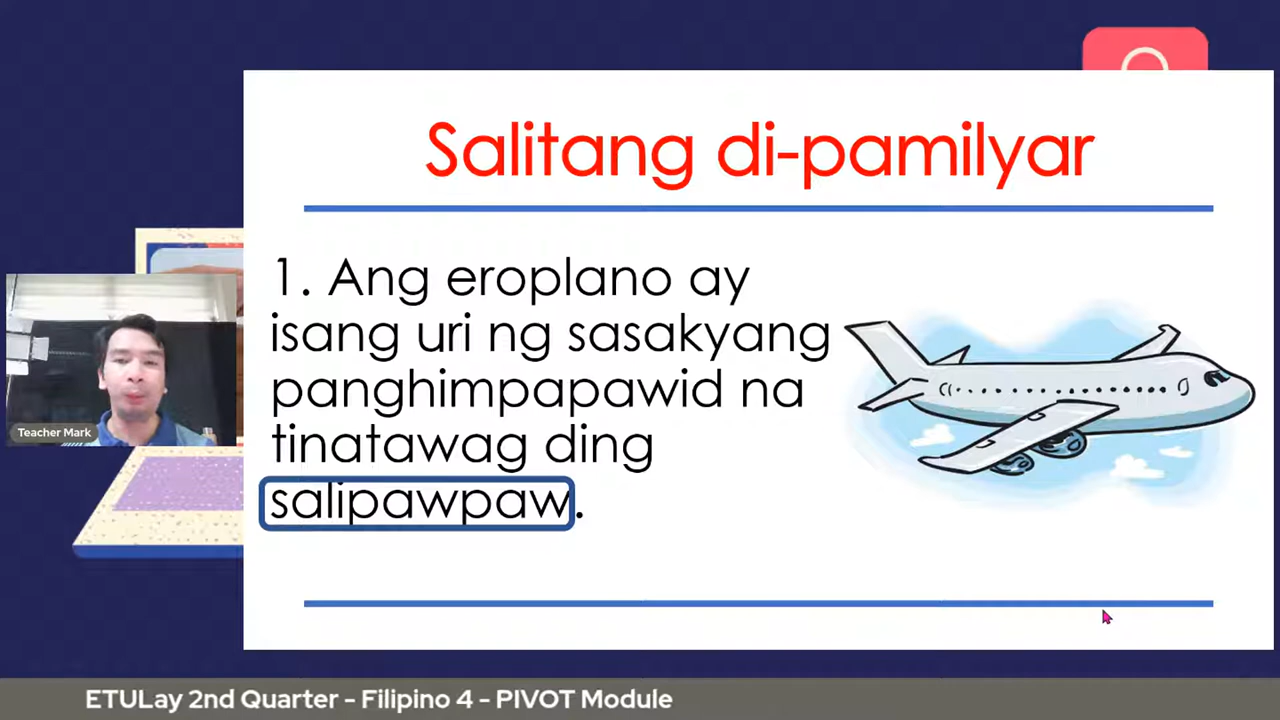 Salitang di-pamilyar
1. Ang eroplano ay
isang uri ng sasakyang
panghimpapawid na
tinatawag ding
salipawpaw.
Teacher Mark
ETULay 2nd Quarter - Filipino 4 - PIVOT Module